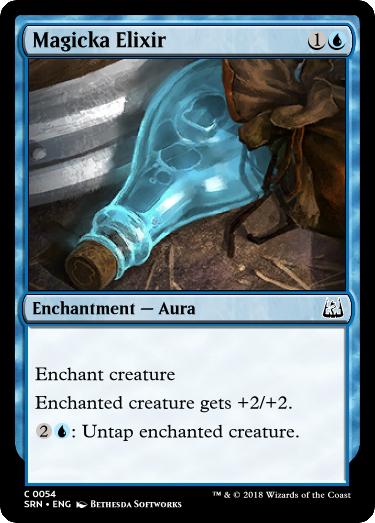 Magicka Elixir 1
Enchantment — Aura
Enchant creature
Enchanted creature gets +2/+2.
2: Untap enchanted creature.
C 0054
SRN • ENG Bethesda Softworks
™ & © 2018 Wizards of the Coast